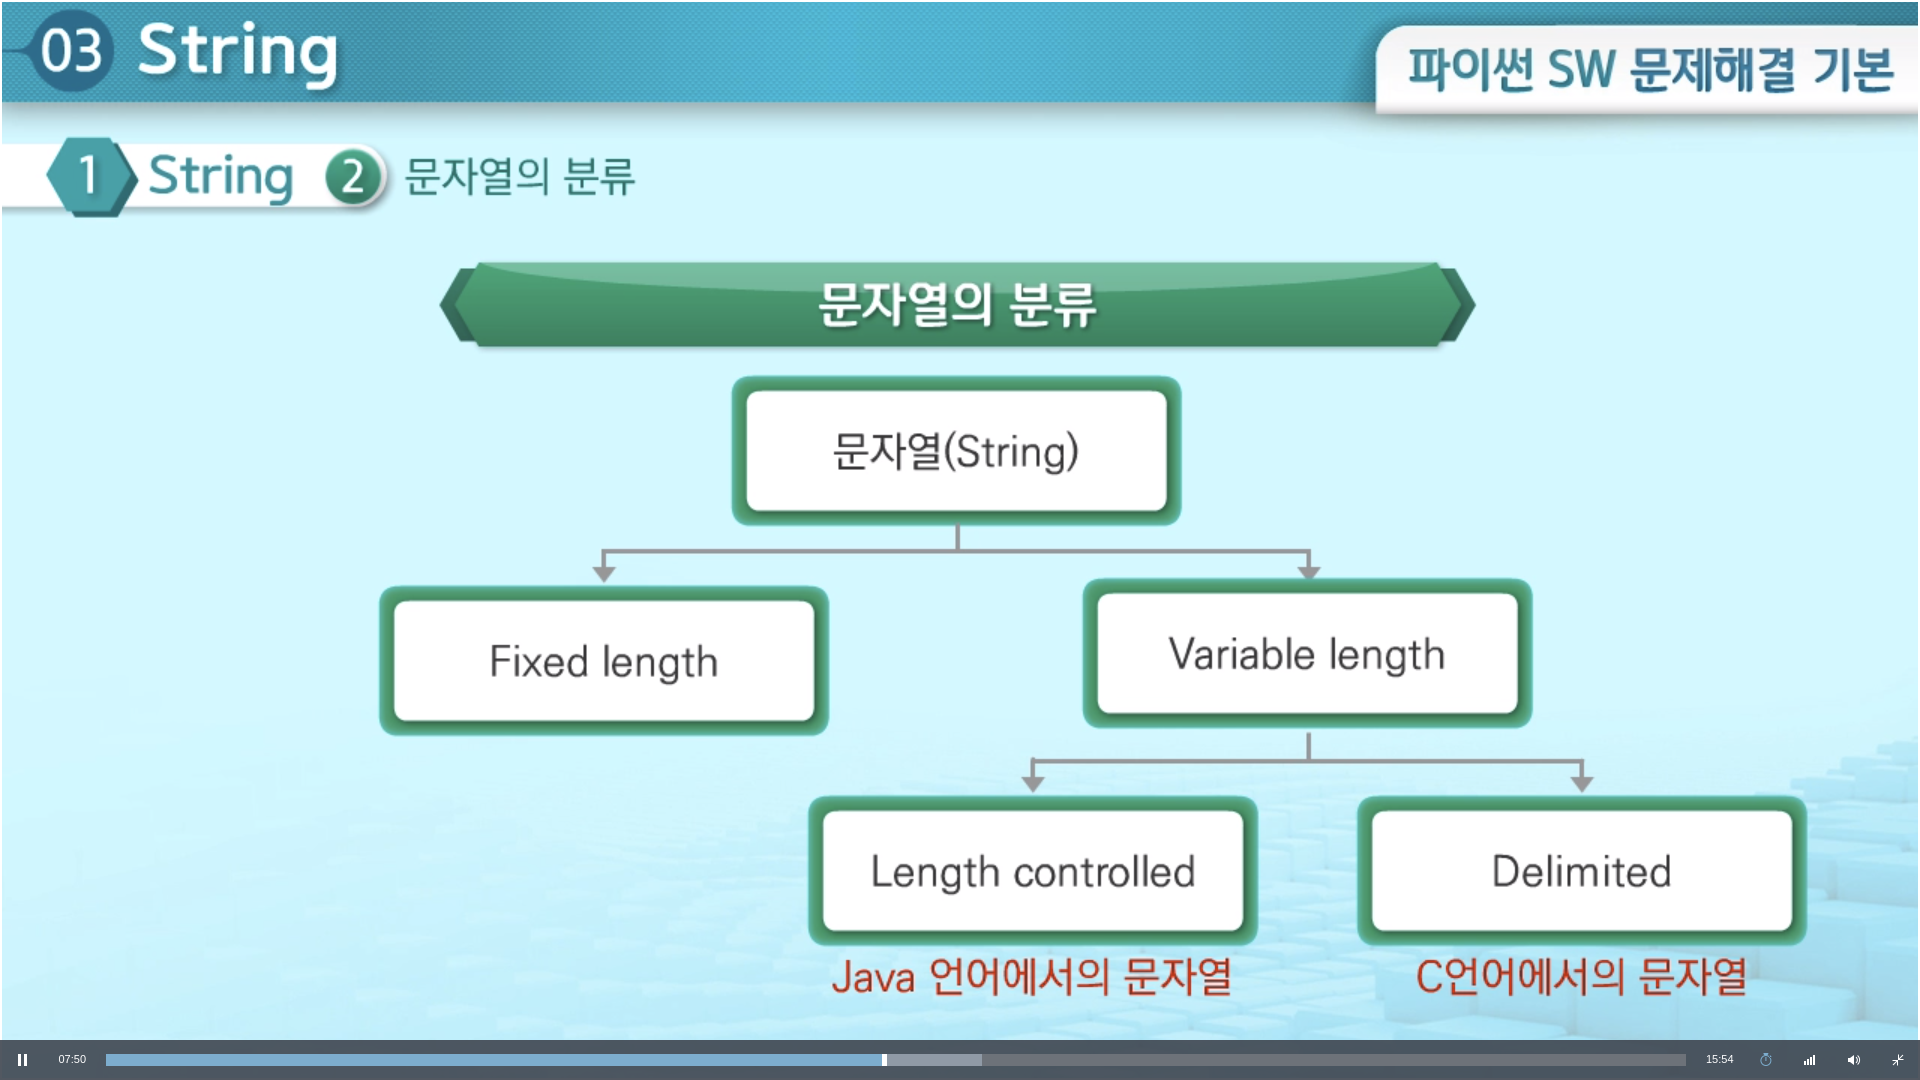 03 String
파이썬 SW 문제해결 기본
1 String 2 문자열의 분류
문자열의 분류
문자열(String)
Fixed length
Variable length
Length controlled
Delimited
Java 언어에서의 문자열
C언어에서의 문자열
07:50
15:54